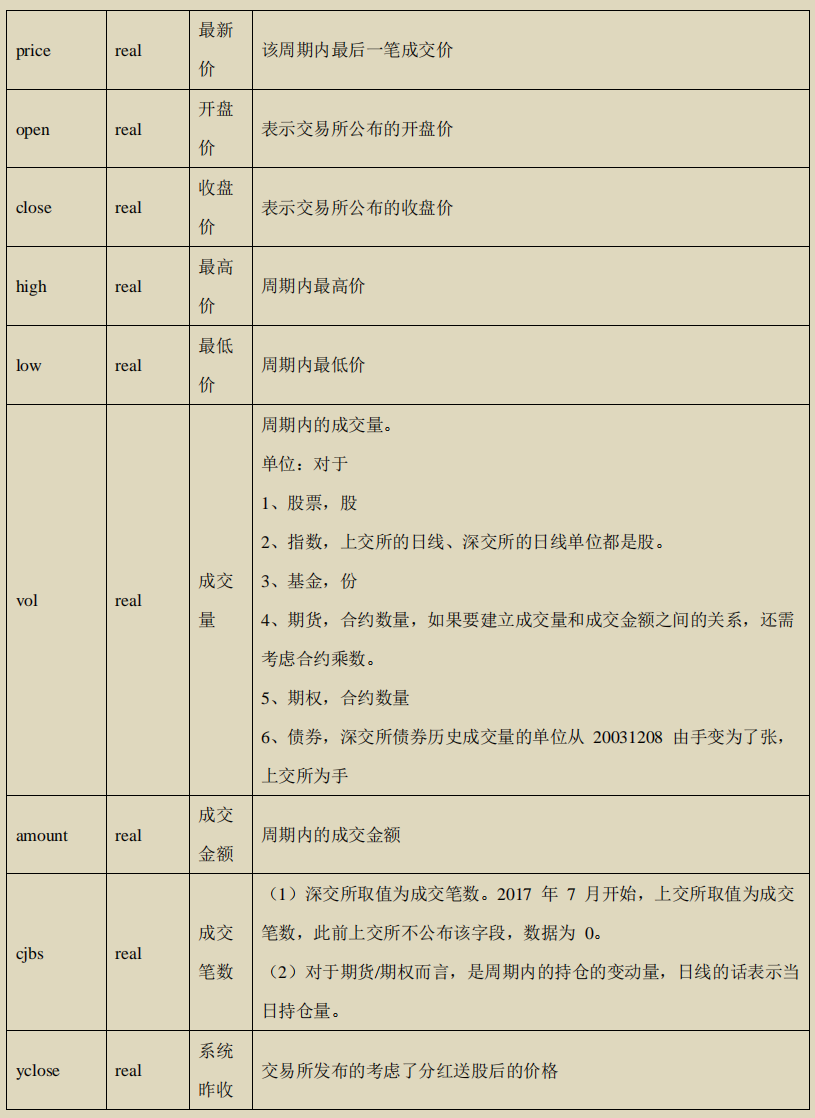 price real 最新价 该周期内最后一笔成交价
open real 开盘价 表示交易所公布的开盘价
close real 收盘价 表示交易所公布的收盘价
high real 最高价 周期内最高价
low real 最低价 周期内最低价
vol real 成交量
周期内的成交量。
单位：对于
1、股票，股
2、指数，上交所的日线、深交所的日线单位都是股。
3、基金，份
4、期货，合约数量，如果要建立成交量和成交金额之间的关系，还需
考虑合约乘数。
5、期权，合约数量
6、债券，深交所债券历史成交量的单位从 20031208 由手变为了张，
上交所为手
amount real 成交金额 周期内的成交金额
cjbs real 成交笔数
（1）深交所取值为成交笔数。2017 年 7 月开始，上交所取值为成交
笔数，此前上交所不公布该字段，数据为 0。
（2）对于期货/期权而言，是周期内的持仓的变动量，日线的话表示当
日持仓量。
yclose real 系统昨收 交易所发布的考虑了分红送股后的价格